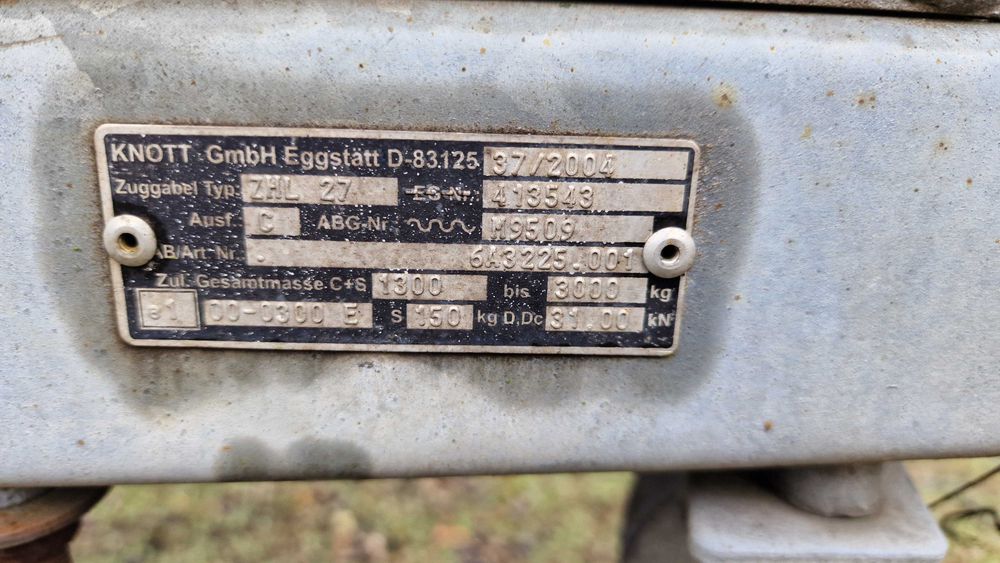 KNOTT GmbH Eggstätt D-83125 37/2004
Zuggabel Typ: ZHL 27 EG-Nr. 413543
Ausf. C ABG-Nr. M9509
AB/Art.-Nr. . 6A3225.001
Zul. Gesamtmasse C+S 1300 bis 3000 kg
e1 00-0300 E S 150 kg D,Dc 31.00 kN